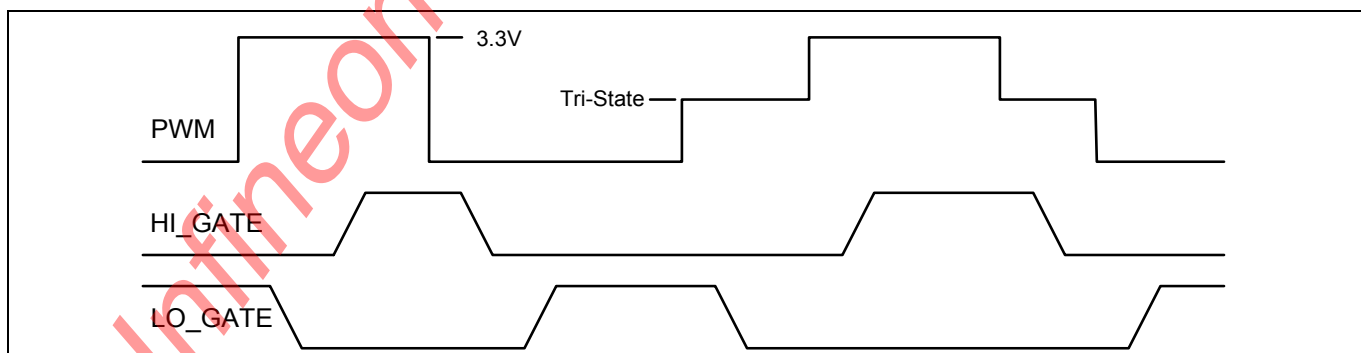 3.3V
Tri-State
PWM
HI_GATE
LO_GATE
Infineon